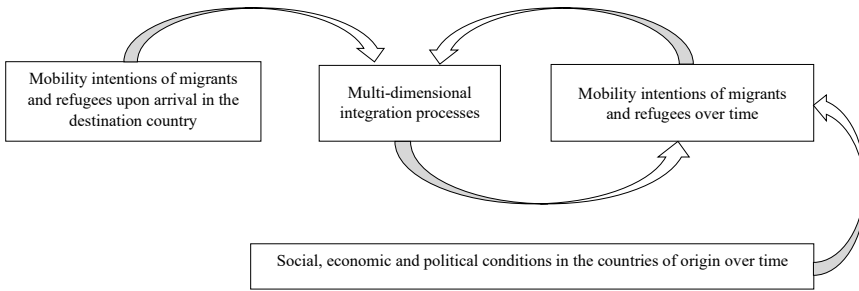 Mobility intentions of migrants
and refugees upon arrival in the
destination country
Multi-dimensional
integration processes
Mobility intentions of migrants
and refugees over time
Social, economic and political conditions in the countries of origin over time